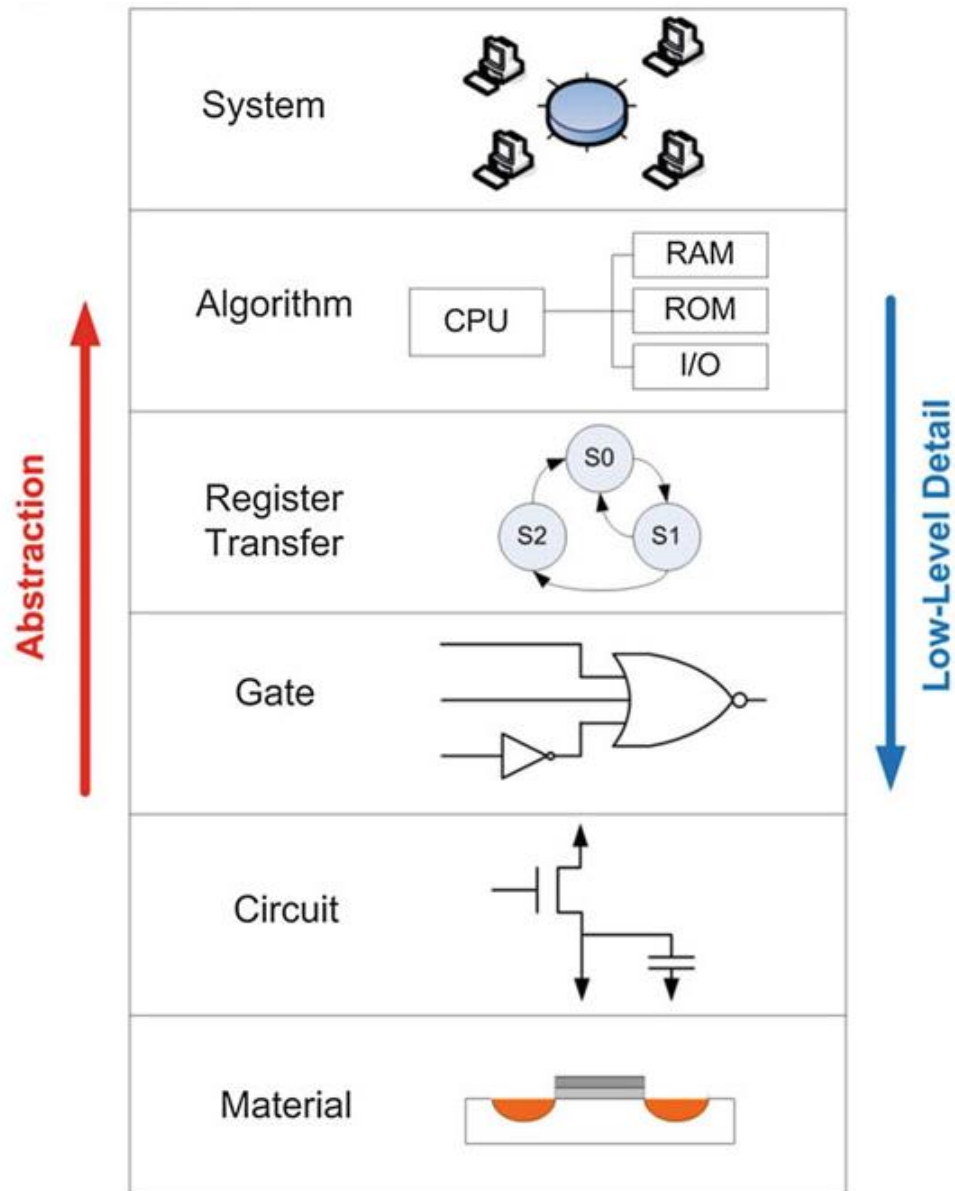 System
Algorithm
CPU
RAM
ROM
I/O
Register
Transfer
S0
S2
S1
Gate
Circuit
Material
Abstraction
Low-Level Detail